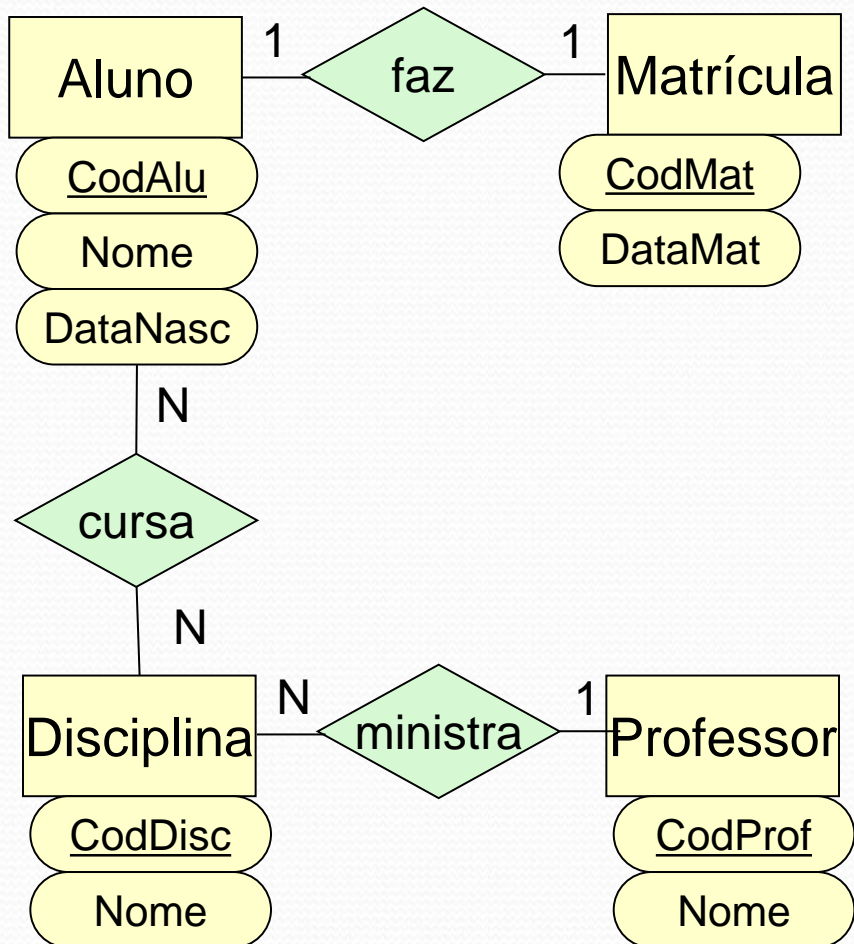 Aluno
1
faz
1
Matrícula
CodAlu
Nome
DataNasc
CodMat
DataMat
N
cursa
N
Disciplina
N
ministra
1
Professor
CodDisc
Nome
CodProf
Nome